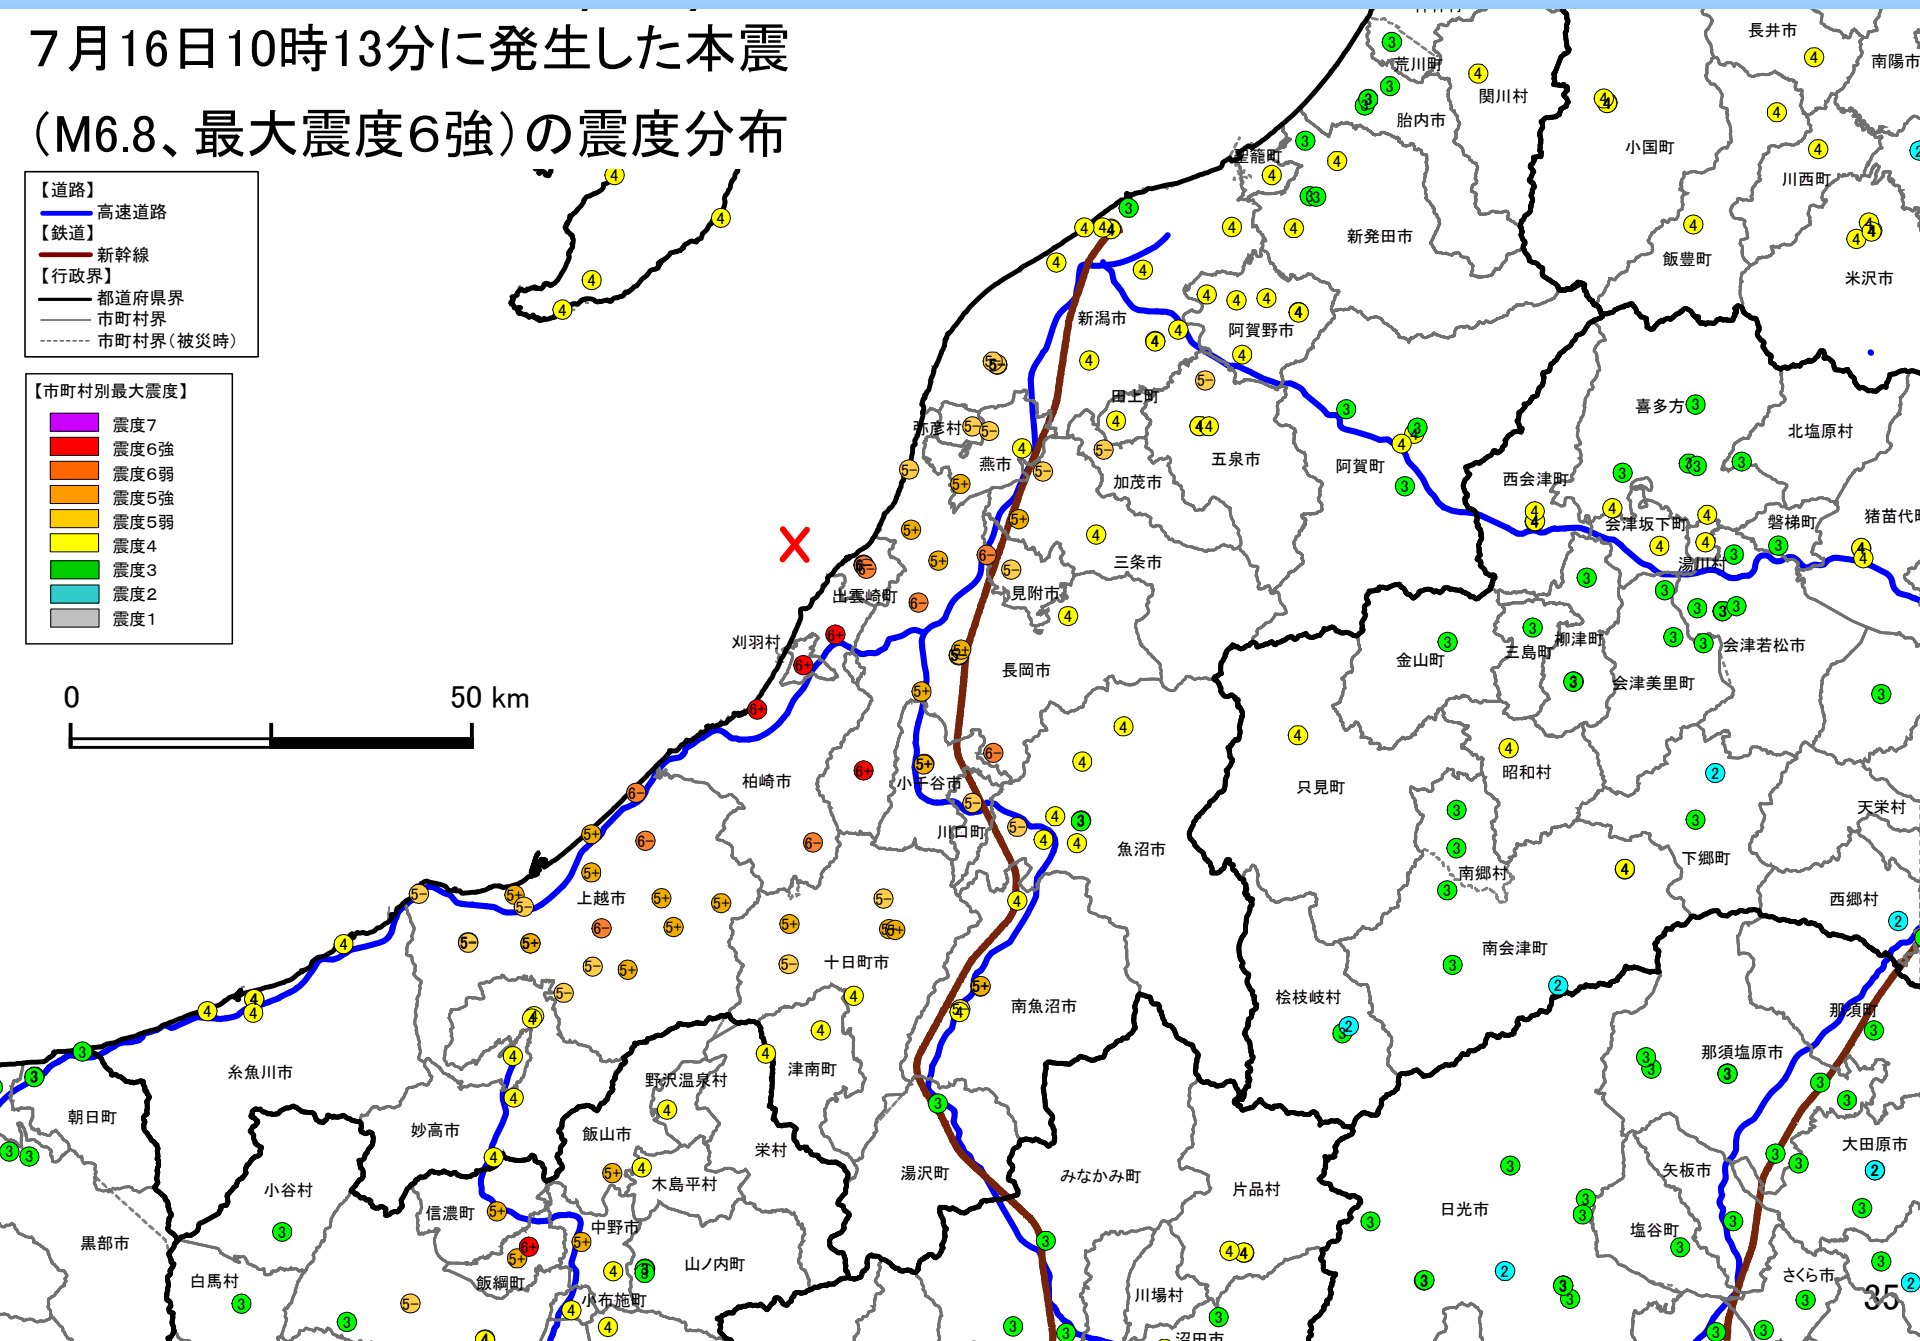 ７月16日10時13分に発生した本震
（M6.8、最大震度６強）の震度分布
【道路】
高速道路
【鉄道】
新幹線
【行政界】
都道府県界
市町村界
市町村界（被災時）
【市町村別最大震度】
震度7
震度6強
震度6弱
震度5強
震度5弱
震度4
震度3
震度2
震度1
0
50 km
長井市
南陽市
荒川町
関川村
胎内市
小国町
聖籠町
川西町
新発田市
飯豊町
米沢市
新潟市
阿賀野市
田上町
弥彦村
喜多方
北塩原村
燕市
加茂市
五泉市
阿賀町
西会津町
会津坂下町
磐梯町
猪苗代町
三条市
湯川村
出雲崎町
見附市
刈羽村
長岡市
金山町
三島町
柳津町
会津若松市
会津美里町
柏崎市
小千谷市
只見町
昭和村
天栄村
川口町
魚沼市
下郷町
南郷村
上越市
西郷村
十日町市
南会津町
南魚沼市
桧枝岐村
那須町
那須塩原市
糸魚川市
津南町
野沢温泉村
朝日町
妙高市
飯山市
栄村
大田原市
湯沢町
みなかみ町
矢板市
小谷村
木島平村
片品村
信濃町
中野市
日光市
塩谷町
黒部市
山ノ内町
白馬村
飯綱町
さくら市
小布施町
川場村
沼田市
35